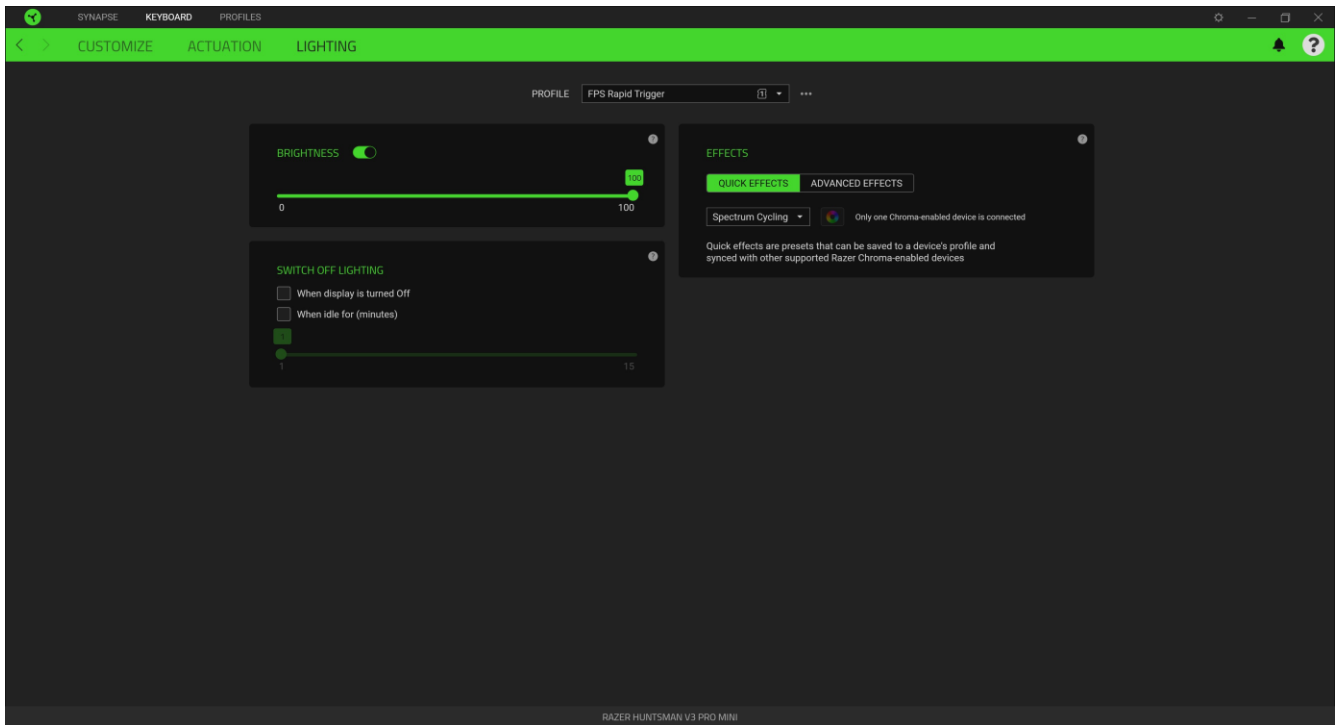 SYNAPSE KEYBOARD PROFILES
CUSTOMIZE ACTUATION LIGHTING
PROFILE FPS Rapid Trigger 1
BRIGHTNESS
100
0 100
SWITCH OFF LIGHTING
When display is turned Off
When idle for (minutes)
1
1 15
EFFECTS
QUICK EFFECTS ADVANCED EFFECTS
Spectrum Cycling Only one Chroma-enabled device is connected
Quick effects are presets that can be saved to a device's profile and
synced with other supported Razer Chroma-enabled devices
RAZER HUNTSMAN V3 PRO MINI